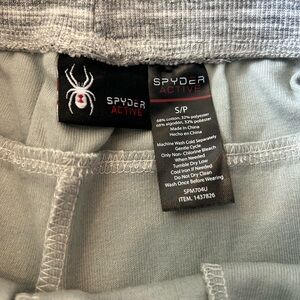 SPYDER
ACTIVE
SPYDER
ACTIVE
S/P
68% cotton, 32% polyester
68% algodon, 32% poliéster
Made in China
Hecho en China
Machine Wash Cold Separately
Gentle Cycle
Only Non- Chlorine Bleach
When Needed
Tumble Dry Low
Cool Iron If Needed
Do Not Dry Clean
Wash Once Before Wearing
SPM704U
ITEM. 1437826